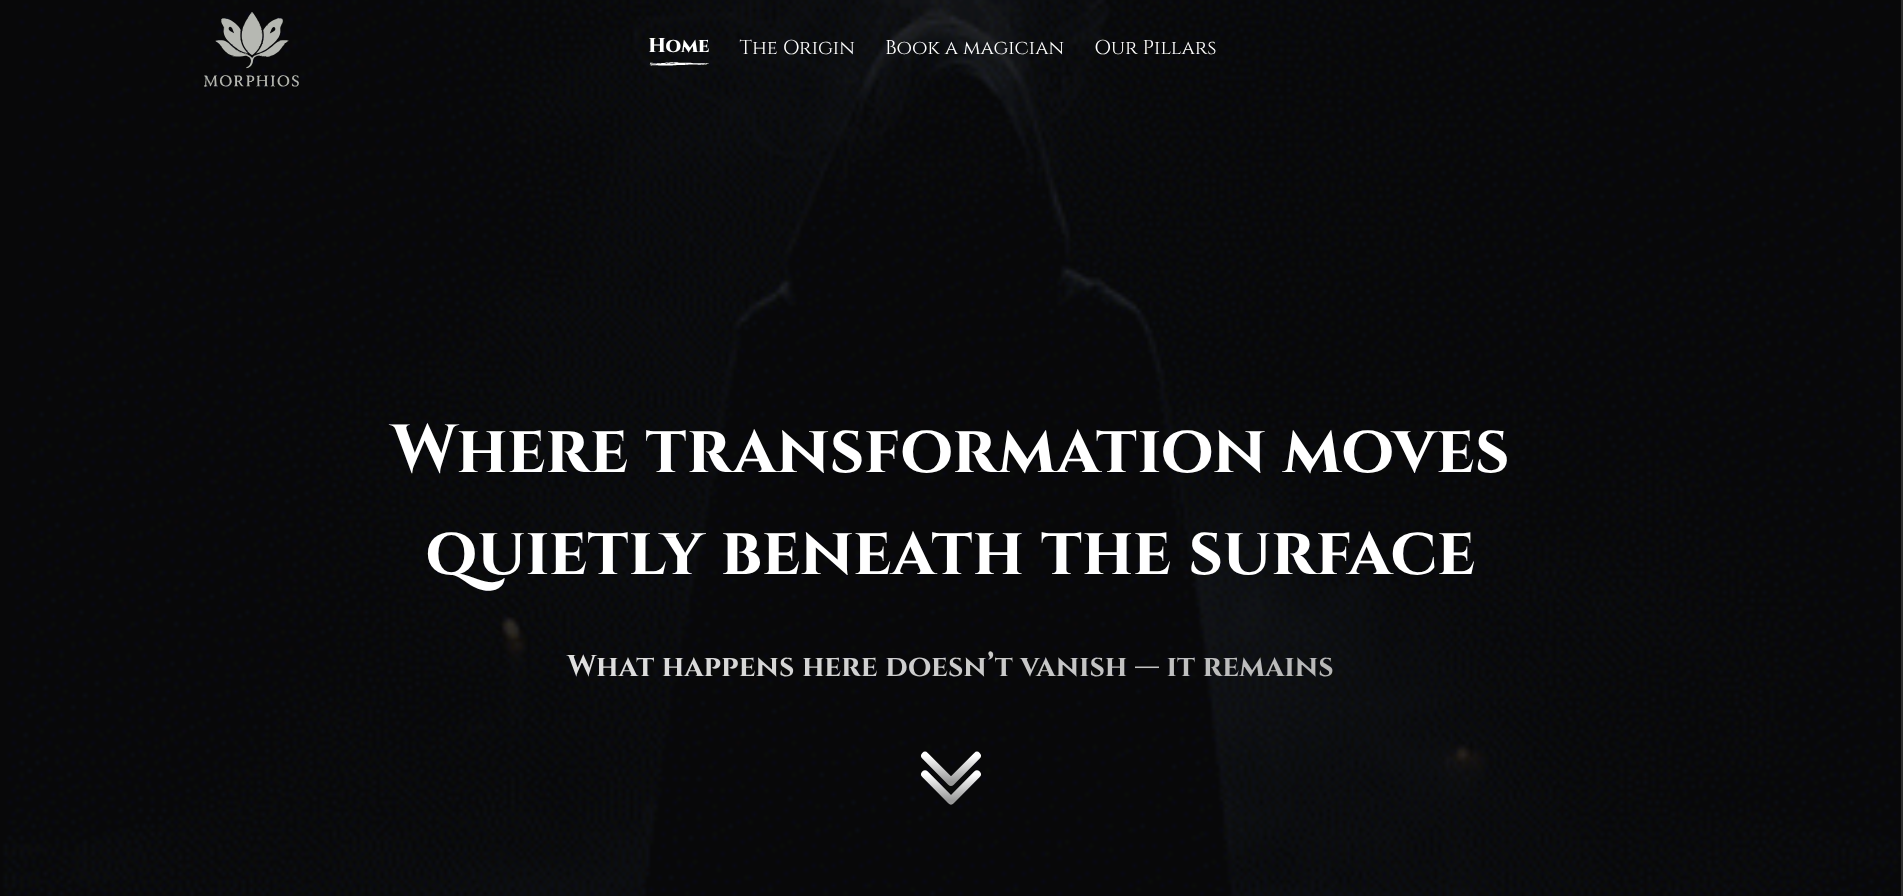 MORPHIOS
Home The Origin Book a magician Our Pillars
Where transformation moves
quietly beneath the surface
What happens here doesn’t vanish — it remains